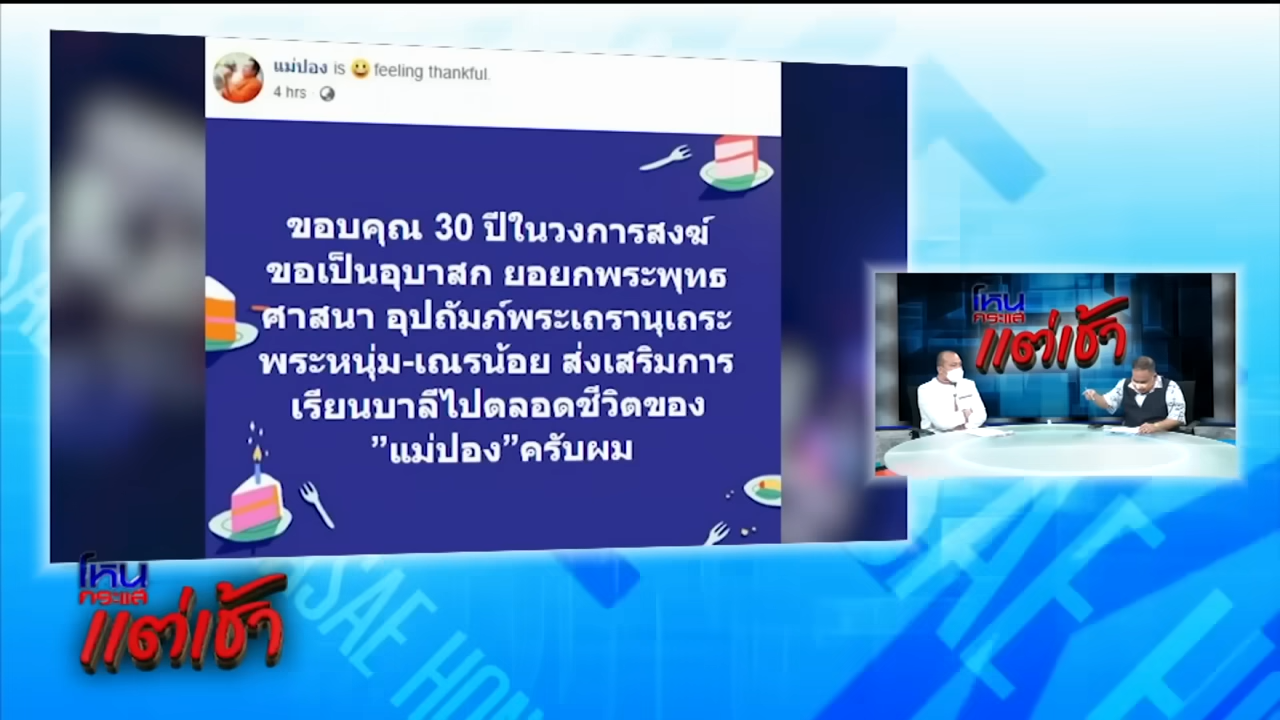 แม่ปอง is 😀 feeling thankful.
4 hrs
ขอบคุณ 30 ปีในวงการสงฆ์
ขอเป็นอุบาสก ยอยกพระพุทธ
ศาสนา อุปถัมภ์พระเถรานุเถระ
พระหนุ่ม-เณรน้อย ส่งเสริมการ
เรียนบาลีไปตลอดชีวิตของ
”แม่ปอง”ครับผม
โหน
กระแส
แต่เช้า
โหน
กระแส
แต่เช้า